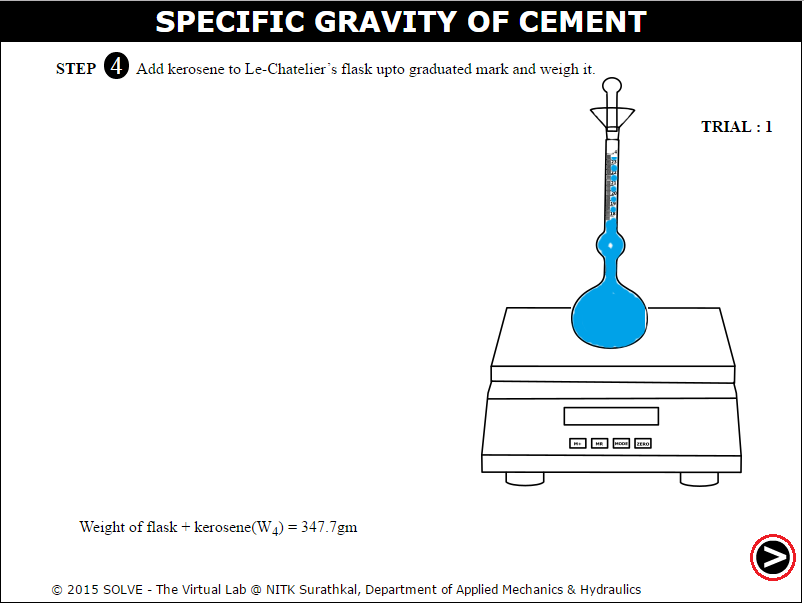 SPECIFIC GRAVITY OF CEMENT
STEP 4 Add kerosene to Le-Chatelier`s flask upto graduated mark and weigh it.
TRIAL : 1
M+ MR MODE ZERO
Weight of flask + kerosene(W4) = 347.7gm
>
© 2015 SOLVE - The Virtual Lab @ NITK Surathkal, Department of Applied Mechanics & Hydraulics